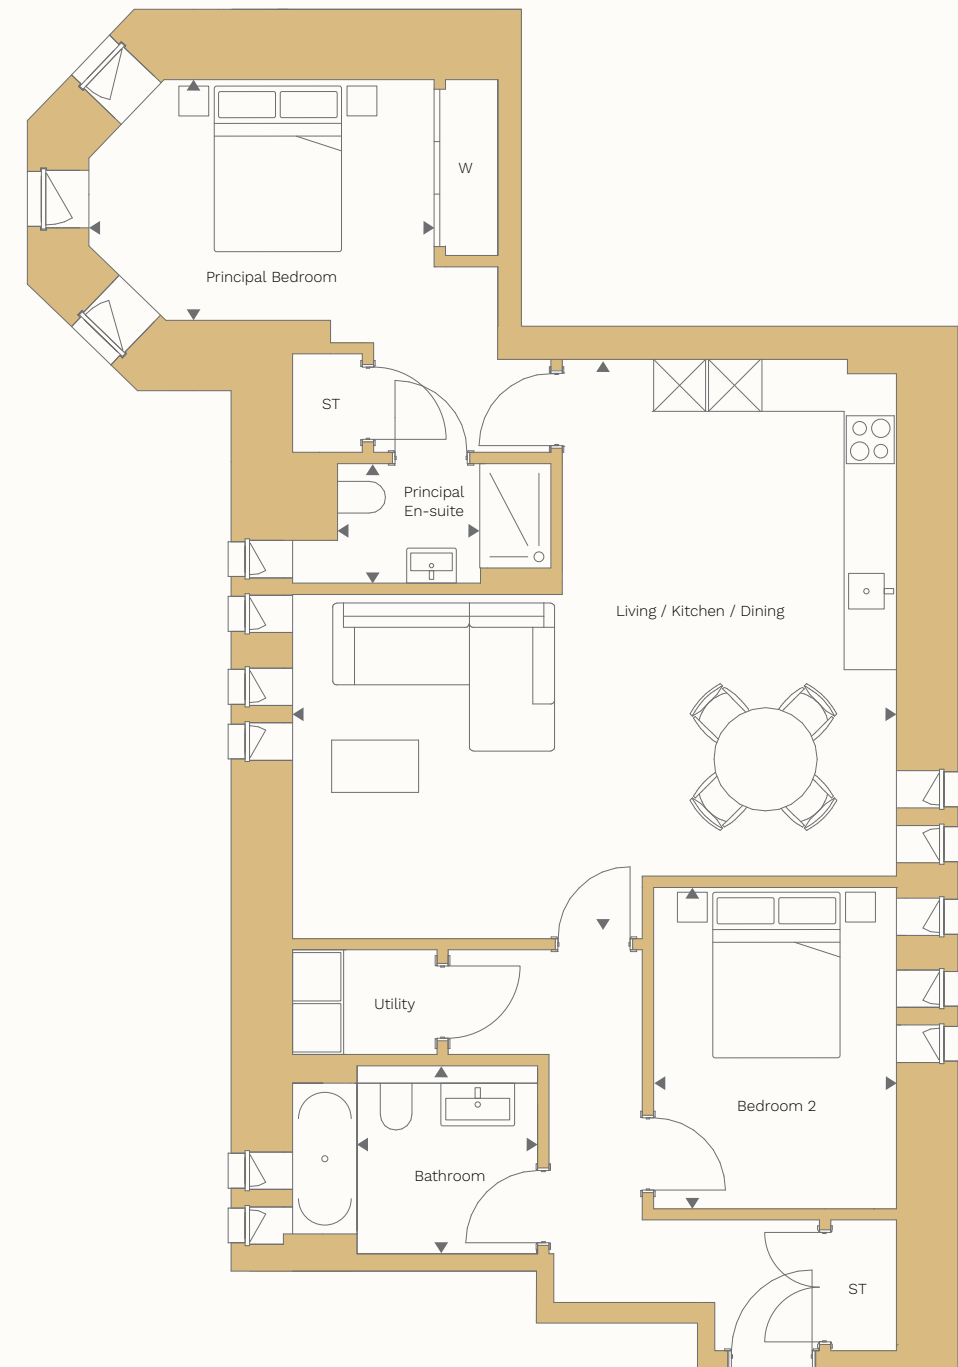 W
Principal Bedroom
ST
Principal
En-suite
Living / Kitchen / Dining
Utility
Bedroom 2
Bathroom
ST